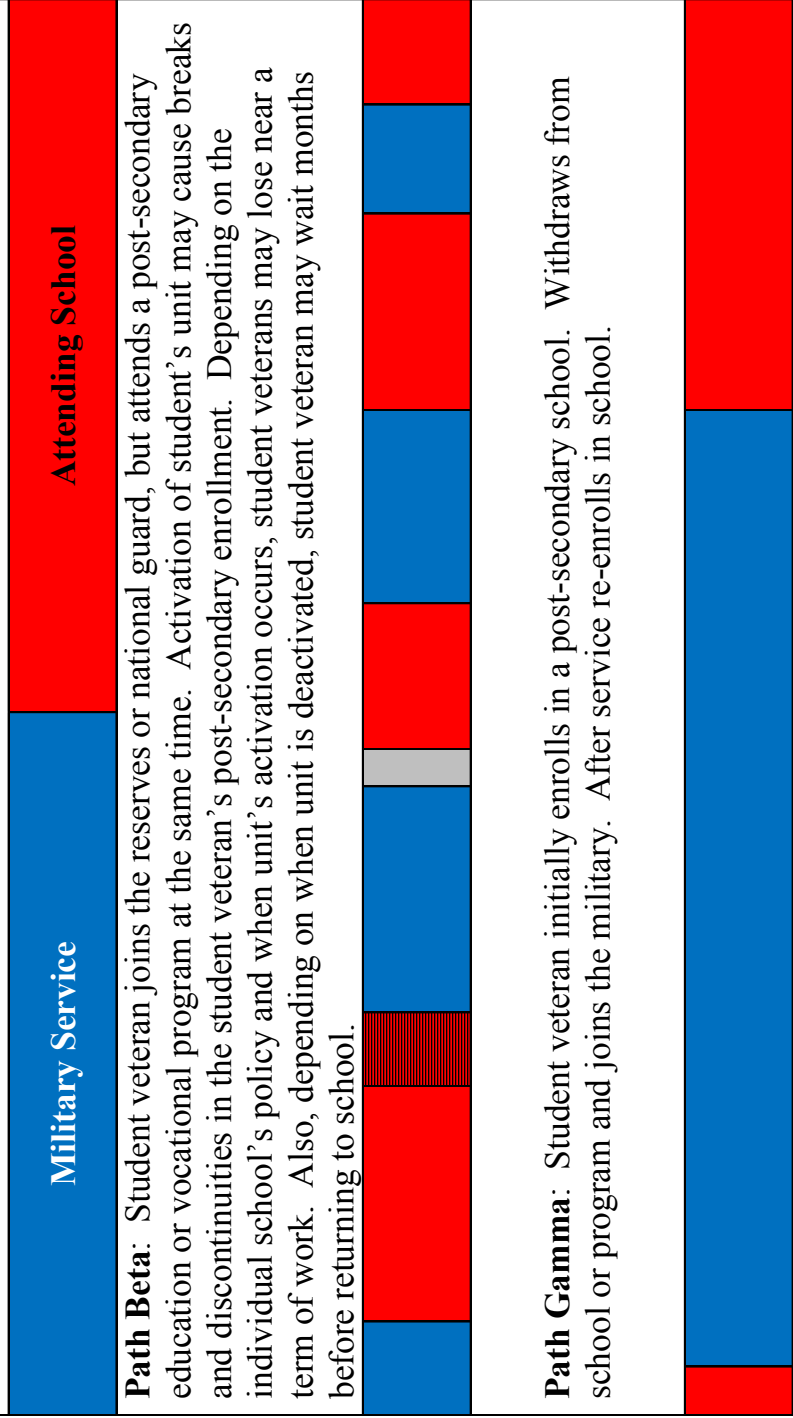 Military Service
Attending School
Path Beta:  Student veteran joins the reserves or national guard, but attends a post-secondary
education or vocational program at the same time.  Activation of student’s unit may cause breaks
and discontinuities in the student veteran’s post-secondary enrollment.  Depending on the
individual school’s policy and when unit’s activation occurs, student veterans may lose near a
term of work.  Also, depending on when unit is deactivated, student veteran may wait months
before returning to school.
Path Gamma:  Student veteran initially enrolls in a post-secondary school.  Withdraws from
school or program and joins the military.  After service re-enrolls in school.